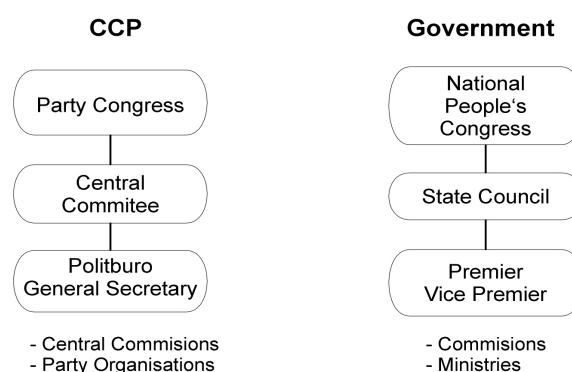 CCP
Party Congress
Central
Commitee
Politburo
General Secretary
- Central Commisions
- Party Organisations
Government
National
People‘s
Congress
State Council
Premier
Vice Premier
- Commisions
- Ministries